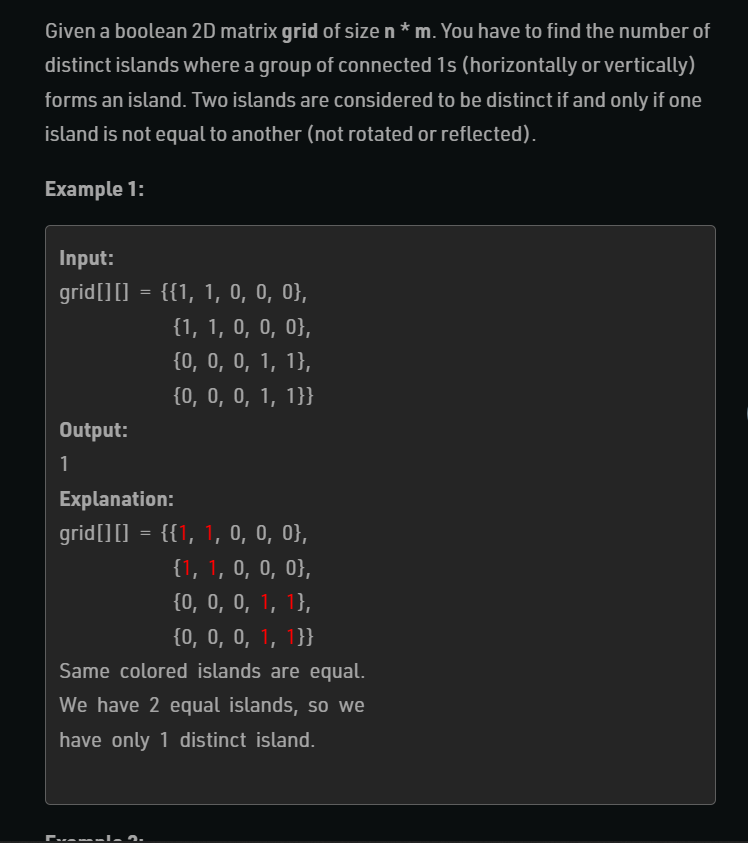 Given a boolean 2D matrix grid of size n * m. You have to find the number of
distinct islands where a group of connected 1s (horizontally or vertically)
forms an island. Two islands are considered to be distinct if and only if one
island is not equal to another (not rotated or reflected).
Example 1:
Input:
grid[][] = {{1, 1, 0, 0, 0},
{1, 1, 0, 0, 0},
{0, 0, 0, 1, 1},
{0, 0, 0, 1, 1}}
Output:
1
Explanation:
grid[][] = {{1, 1, 0, 0, 0},
{1, 1, 0, 0, 0},
{0, 0, 0, 1, 1},
{0, 0, 0, 1, 1}}
Same colored islands are equal.
We have 2 equal islands, so we
have only 1 distinct island.